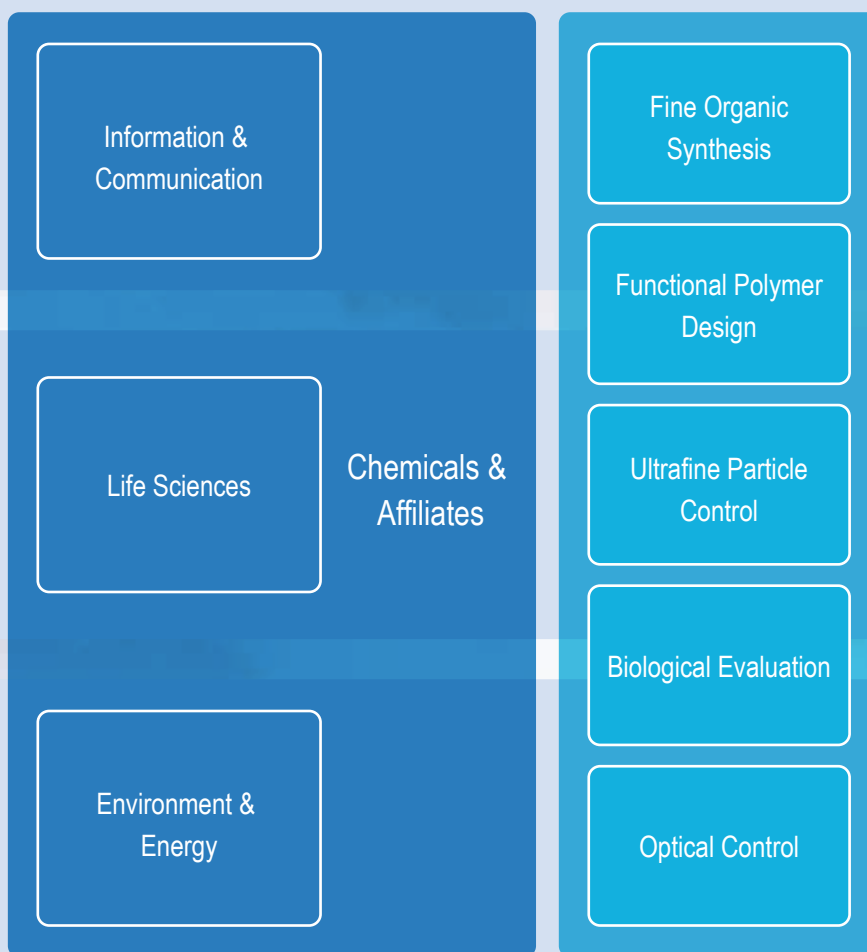 Information &
Communication
Life Sciences
Environment &
Energy
Chemicals &
Affiliates
Fine Organic
Synthesis
Functional Polymer
Design
Ultrafine Particle
Control
Biological Evaluation
Optical Control